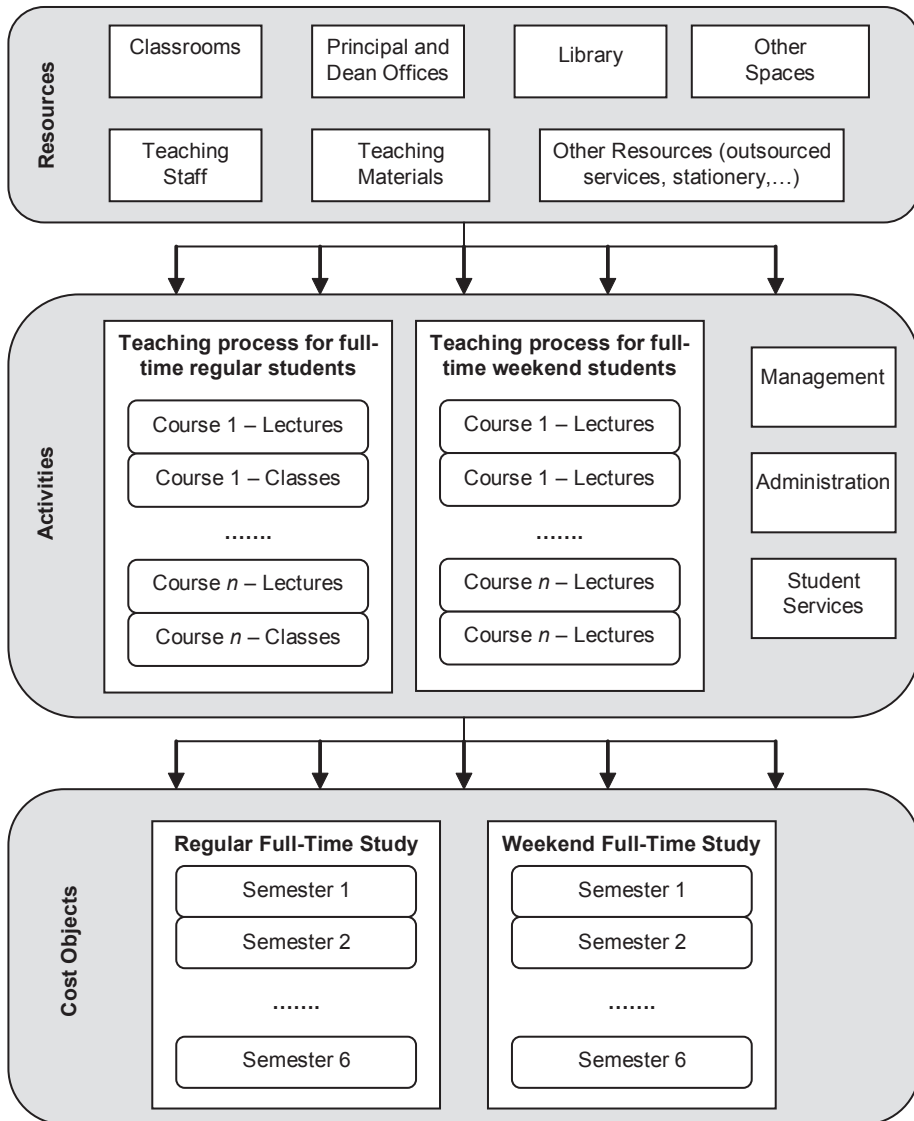 Resources
Classrooms
Principal and
Dean Offices
Library
Other
Spaces
Teaching
Staff
Teaching
Materials
Other Resources (outsourced
services, stationery,…)
Activities
Teaching process for full-
time regular students
Course 1 – Lectures
Course 1 – Classes
.......
Course n – Lectures
Course n – Classes
Teaching process for full-
time weekend students
Course 1 – Lectures
Course 1 – Lectures
.......
Course n – Lectures
Course n – Lectures
Management
Administration
Student
Services
Cost Objects
Regular Full-Time Study
Semester 1
Semester 2
.......
Semester 6
Weekend Full-Time Study
Semester 1
Semester 2
.......
Semester 6